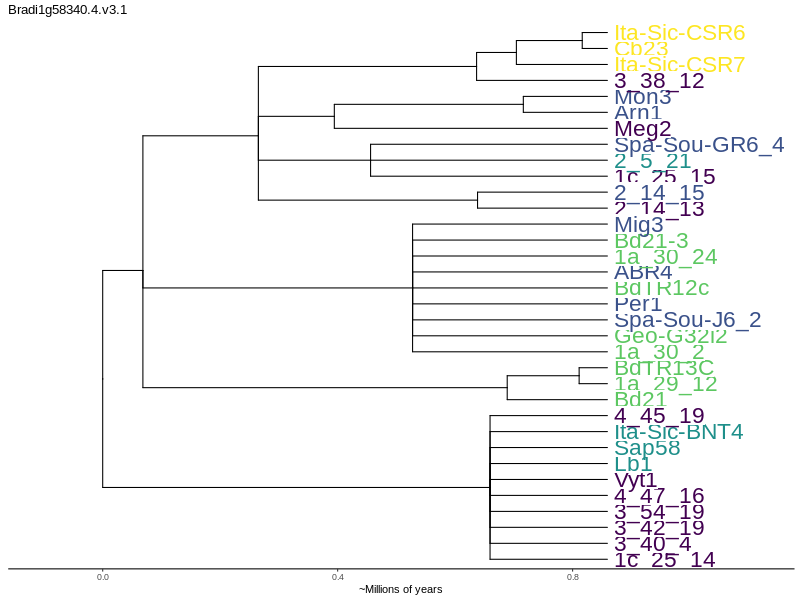 Bradi1g58340.4.v3.1
Ita-Sic-CSR6
Cb23
Ita-Sic-CSR7
3_38_12
Mon3
Arn1
Meg2
Spa-Sou-GR6_4
2_5_21
1c_25_15
2_14_15
2_14_13
Mig3
Bd21-3
1a_30_24
ABR4
BdTR12c
Per1
Spa-Sou-J6_2
Geo-G32i2
1a_30_2
BdTR13C
1a_29_12
Bd21
4_45_19
Ita-Sic-BNT4
Sap58
Lb1
Vyt1
4_47_16
3_54_19
3_42_19
3_40_4
1c_25_14
0.0 0.4 0.8
~Millions of years